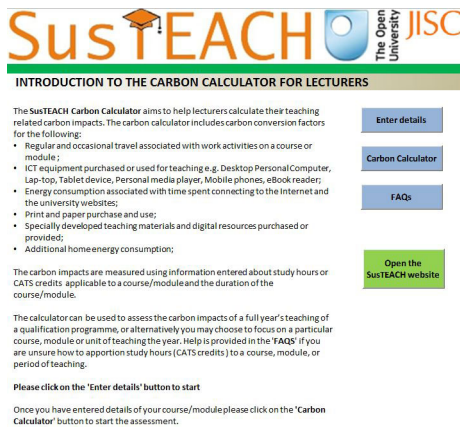 SusTEACH
The Open
University
JISC
INTRODUCTION TO THE CARBON CALCULATOR FOR LECTURERS
The SusTEACH Carbon Calculator aims to help lecturers calculate their teaching
related carbon impacts. The carbon calculator includes carbon conversion factors
for the following:
• Regular and occasional travel associated with work activities on a course or
module;
• ICT equipment purchased or used for teaching e.g. Desktop Personal Computer,
Lap-top, Tablet device, Personal media player, Mobile phones, eBook reader;
• Energy consumption associated with time spent connecting to the Internet and
the university websites;
• Print and paper purchase and use;
• Specially developed teaching materials and digital resources purchased or
provided;
• Additional home energy consumption;
The carbon impacts are measured using information entered about study hours or
CATS credits applicable to a course/module and the duration of the
course/module.
The calculator can be used to assess the carbon impacts of a full year's teaching of
a qualification programme, or alternatively you may choose to focus on a particular
course, module or unit of teaching the year. Help is provided in the 'FAQS' if you
are unsure how to apportion study hours (CATS credits) to a course, module, or
period of teaching.
Please click on the 'Enter details' button to start
Once you have entered details of your course/module please click on the 'Carbon
Calculator' button to start the assessment.
Enter details
Carbon Calculator
FAQs
Open the
SusTEACH website